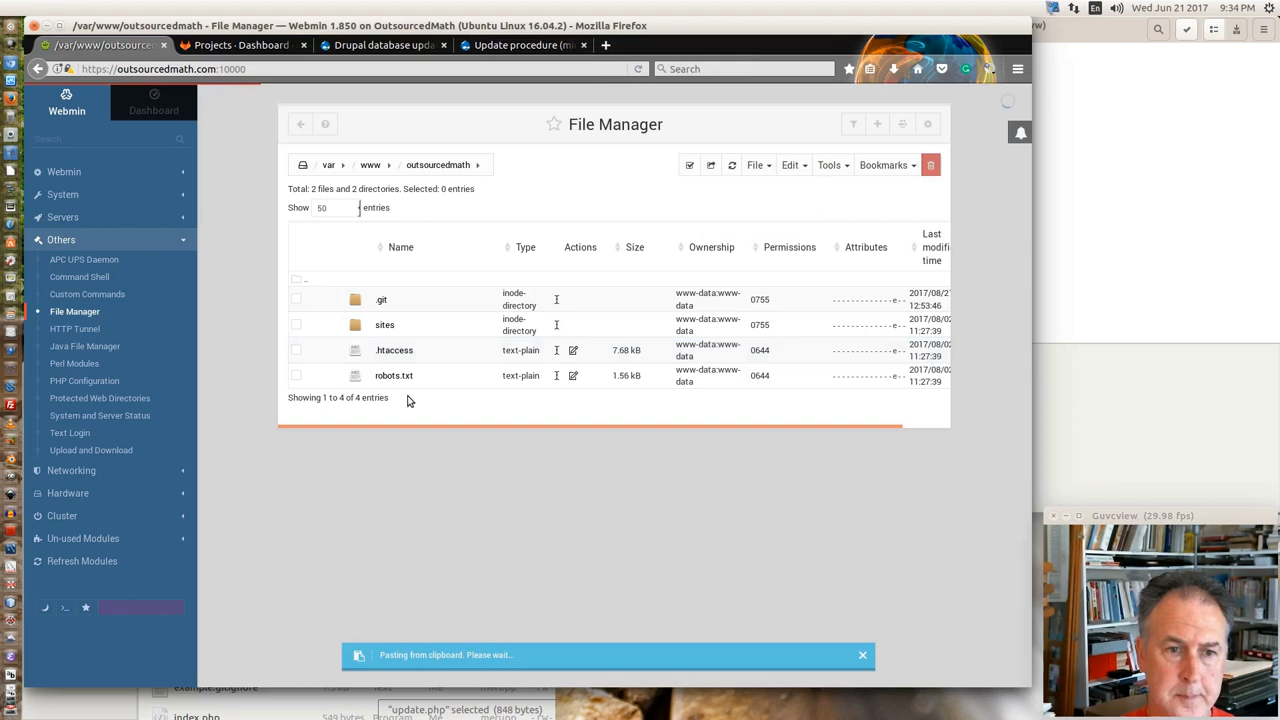 /var/www/outsourcedmath - File Manager — Webmin 1.850 on OutsourcedMath (Ubuntu Linux 16.04.2) - Mozilla Firefox
En
Wed Jun 21 2017
9:34 PM
/var/www/outsourcedm
Projects · Dashboard
Drupal database upda
Update procedure (mi
https://outsourcedmath.com:10000
Search
Webmin
Dashboard
Search
Webmin
System
Servers
Others
APC UPS Daemon
Command Shell
Custom Commands
File Manager
HTTP Tunnel
Java File Manager
Perl Modules
PHP Configuration
Protected Web Directories
System and Server Status
Text Login
Upload and Download
Networking
Hardware
Cluster
Un-used Modules
Refresh Modules
File Manager
var
www
outsourcedmath
File
Edit
Tools
Bookmarks
Total: 2 files and 2 directories. Selected: 0 entries
Show 50 entries
Name Type Actions Size Ownership Permissions Attributes Last modifi time
..
.git inode-directory www-data:www-data 0755 -----------e-- 2017/08/27 12:53:46
sites inode-directory www-data:www-data 0755 -----------e-- 2017/08/02 11:27:39
.htaccess text-plain 7.68 kB www-data:www-data 0644 -----------e-- 2017/08/02 11:27:39
robots.txt text-plain 1.56 kB www-data:www-data 0644 -----------e-- 2017/08/02 11:27:39
Showing 1 to 4 of 4 entries
Pasting from clipboard. Please wait...
Guvcview (29.98 fps)
example.gitignore
index.php 549 bytes Program Me
"update.php" selected (848 bytes)